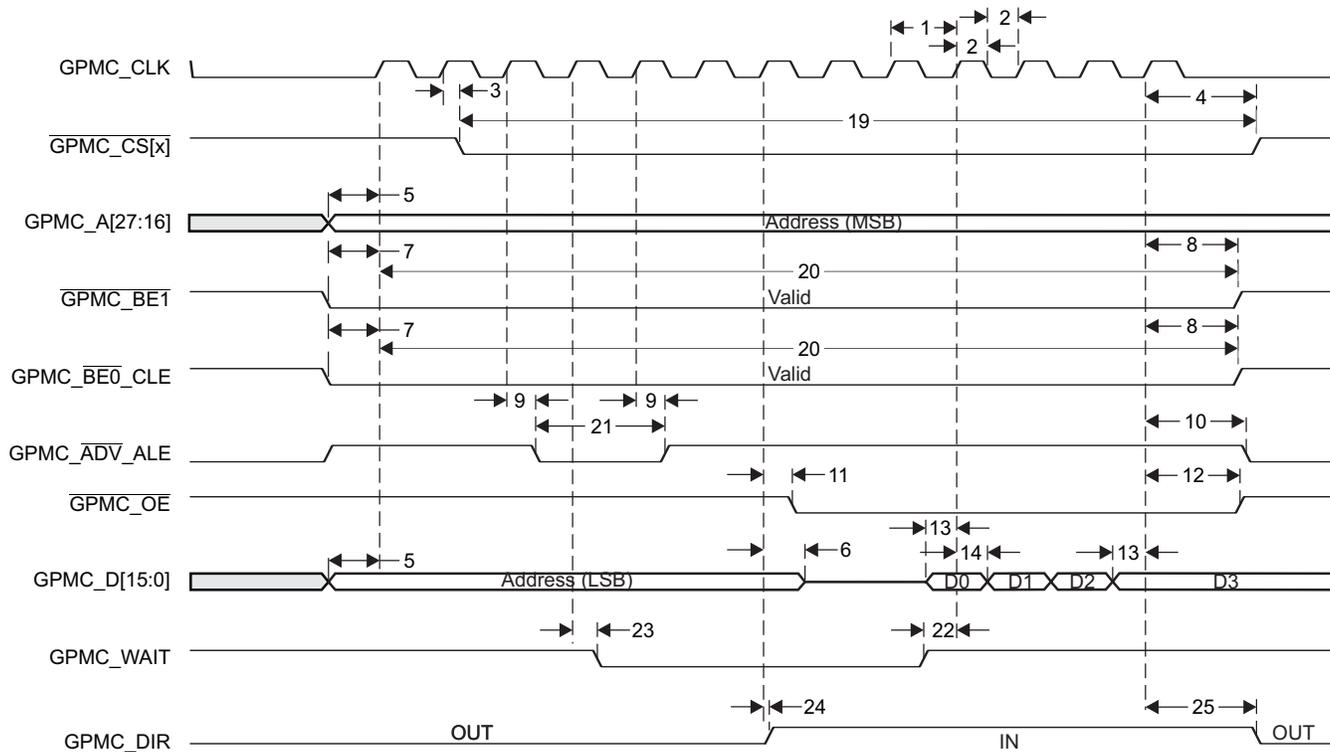 1
2
2
GPMC_CLK
3
4
19
GPMC_CS[x]
5
GPMC_A[27:16]
Address (MSB)
7
8
20
GPMC_BE1
Valid
7
8
20
GPMC_BE0_CLE
Valid
9
9
21
10
GPMC_ADV_ALE
11
12
GPMC_OE
13
5
6
14
13
GPMC_D[15:0]
Address (LSB)
D0
D1
D2
D3
23
22
GPMC_WAIT
24
25
GPMC_DIR
OUT
IN
OUT